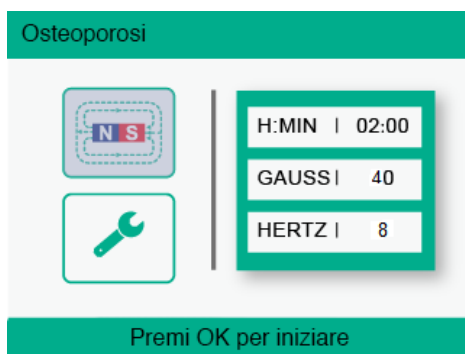 Osteoporosi
N S
H:MIN | 02:00
GAUSS | 40
HERTZ | 8
Premi OK per iniziare